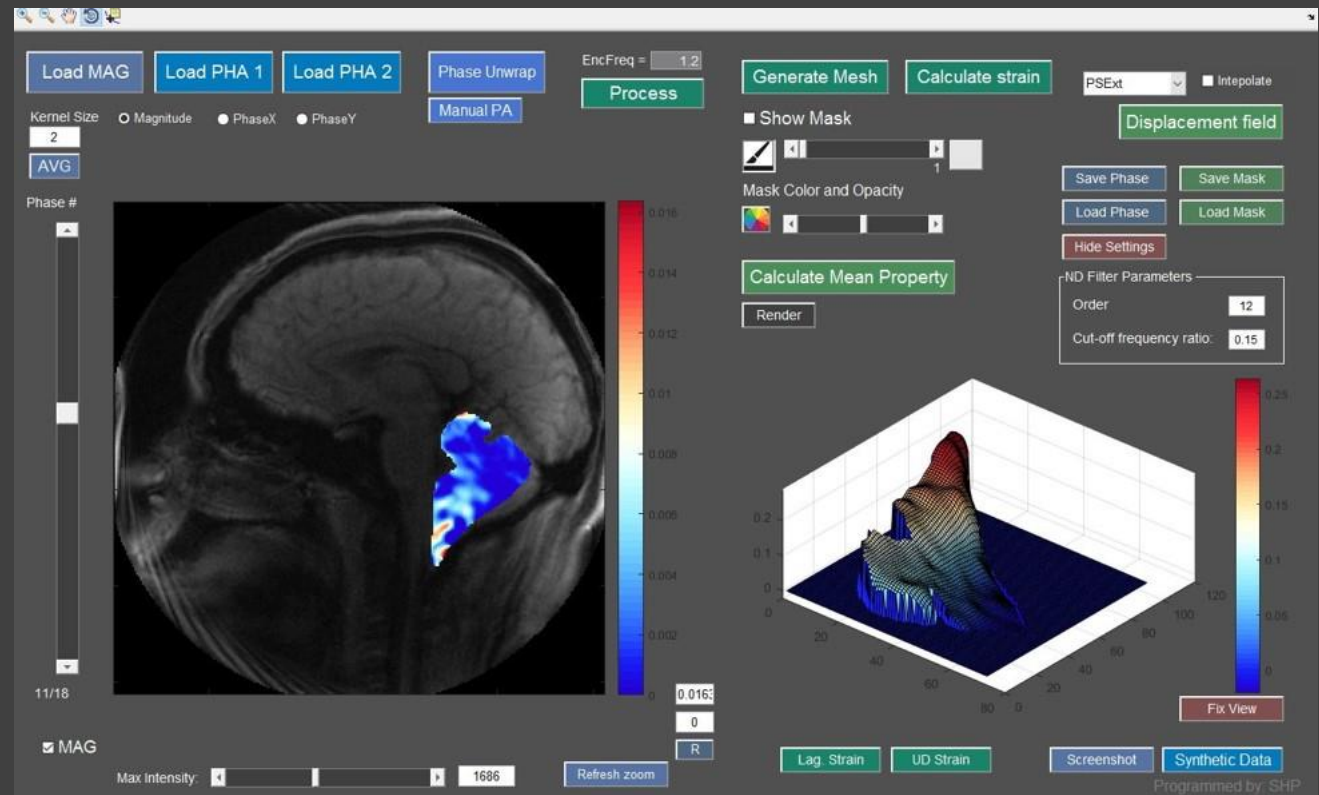 Load MAG
Load PHA 1
Load PHA 2
Phase Unwrap
Manual PA
EncFreq =
1.2
Process
Generate Mesh
Calculate strain
PSExt
Intepolate
Displacement field
Kernel Size
2
AVG
Magnitude
PhaseX
PhaseY
Show Mask
1
Mask Color and Opacity
Save Phase
Save Mask
Load Phase
Load Mask
Hide Settings
Calculate Mean Property
Render
ND Filter Parameters
Order
12
Cut-off frequency ratio:
0.15
Phase #
0.016
0.014
0.012
0.01
0.008
0.005
0.004
0.002
0
0.2
0.1
0
0
20
40
60
80
0
20
40
60
80
100
120
0.25
0.2
0.15
0.1
0.05
0
11/18
0.016
0
R
Fix View
MAG
Max Intensity:
1686
Refresh zoom
Lag. Strain
UD Strain
Screenshot
Synthetic Data
Programmed by: SHP